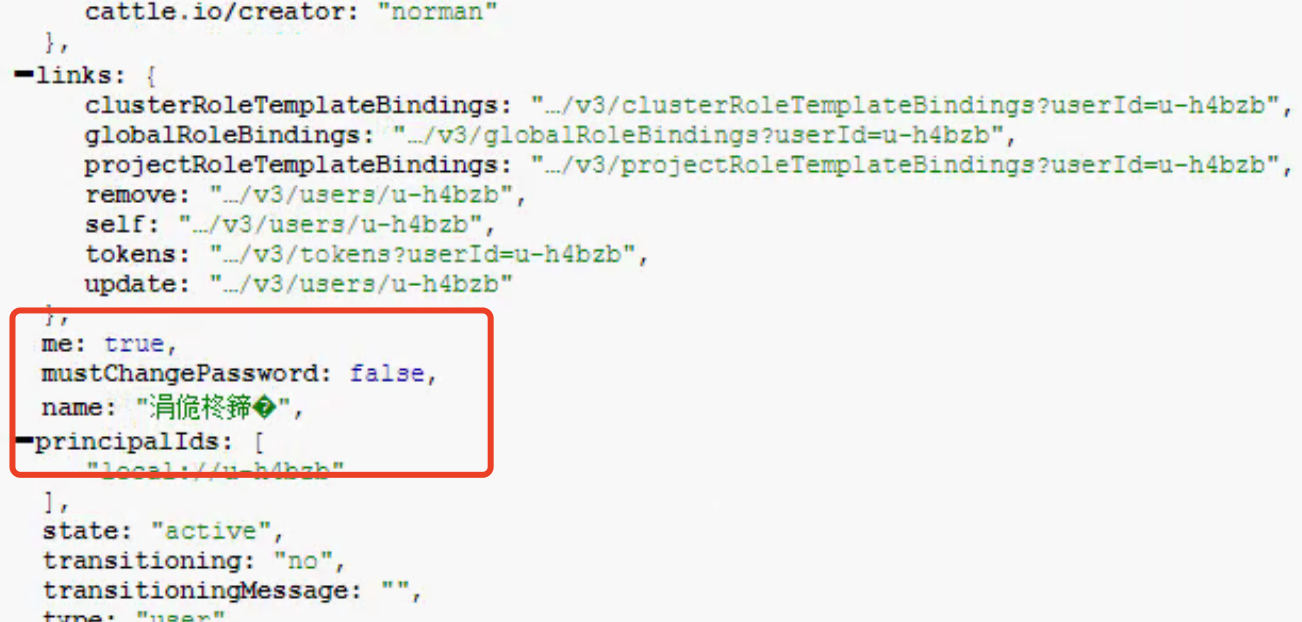 cattle.io/creator: "norman"
},
links: {
clusterRoleTemplateBindings: "…/v3/clusterRoleTemplateBindings?userId=u-h4bzb",
globalRoleBindings: "…/v3/globalRoleBindings?userId=u-h4bzb",
projectRoleTemplateBindings: "…/v3/projectRoleTemplateBindings?userId=u-h4bzb",
remove: "…/v3/users/u-h4bzb",
self: "…/v3/users/u-h4bzb",
tokens: "…/v3/tokens?userId=u-h4bzb",
update: "…/v3/users/u-h4bzb"
},
me: true,
mustChangePassword: false,
name: "涓佹柊鍗�",
principalIds: [
"local://u-h4bzb"
],
state: "active",
transitioning: "no",
transitioningMessage: "",
type: "user"